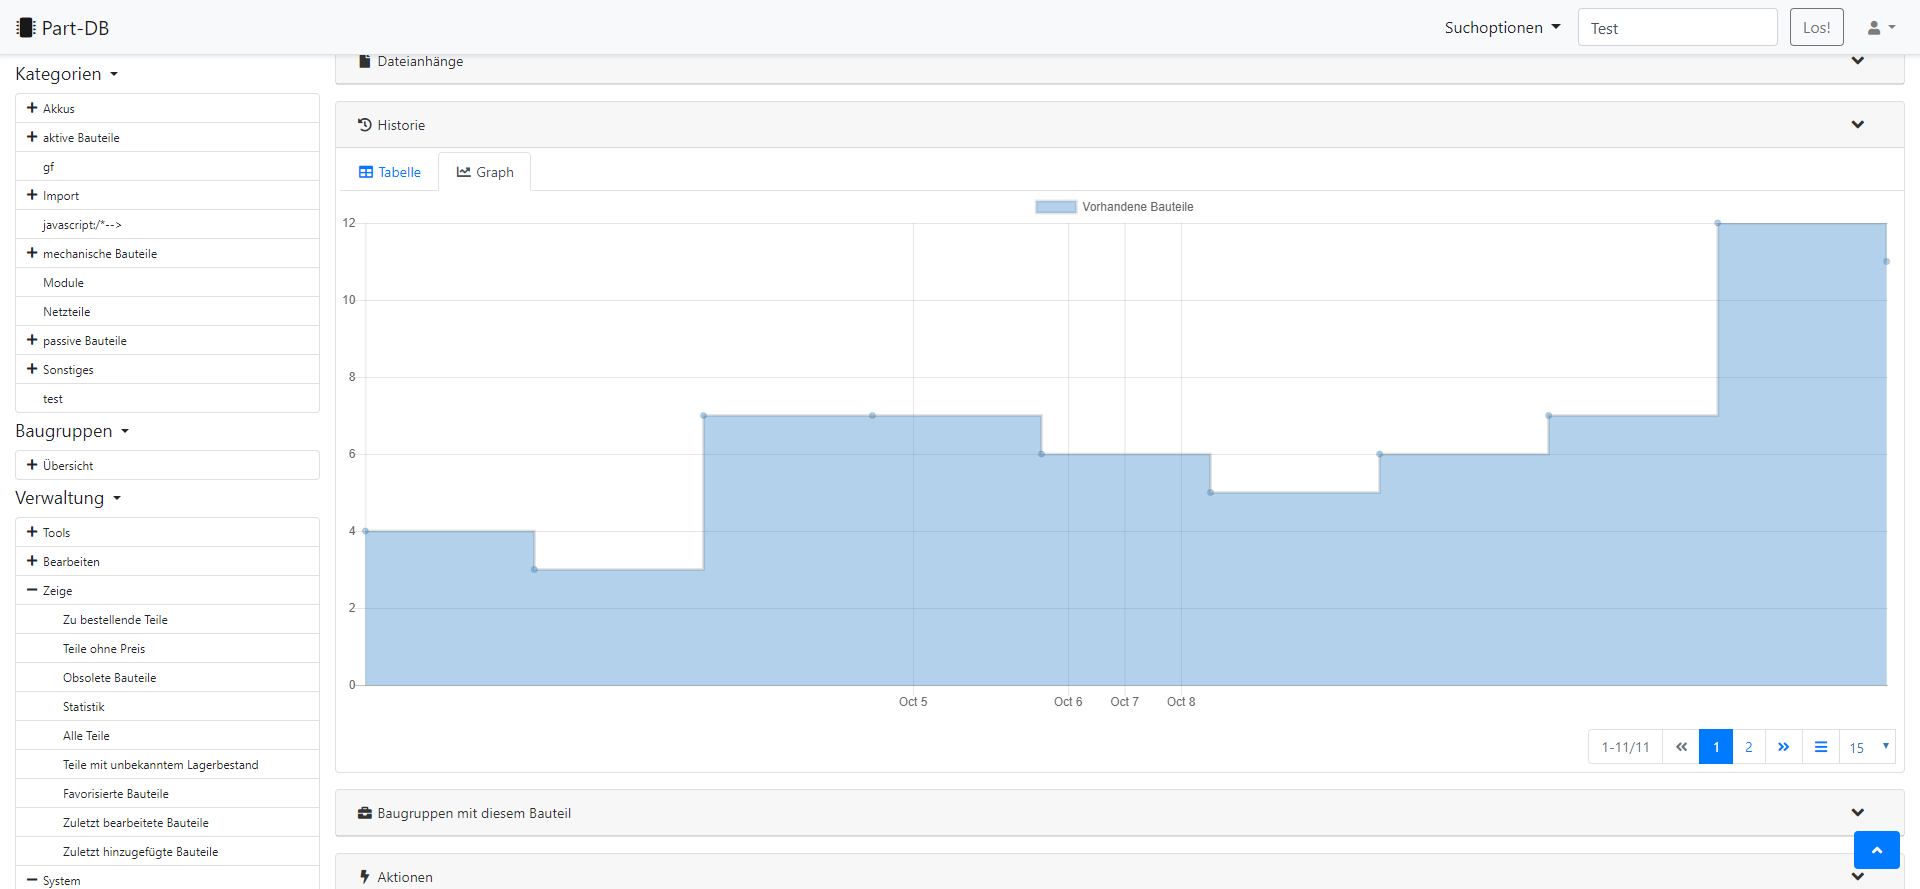 Part-DB
Suchoptionen
Test
Los!
Kategorien
Akkus
aktive Bauteile
gf
Import
javascript:/*-->
mechanische Bauteile
Module
Netzteile
passive Bauteile
Sonstiges
test
Baugruppen
Übersicht
Verwaltung
Tools
Bearbeiten
Zeige
Zu bestellende Teile
Teile ohne Preis
Obsolete Bauteile
Statistik
Alle Teile
Teile mit unbekanntem Lagerbestand
Favorisierte Bauteile
Zuletzt bearbeitete Bauteile
Zuletzt hinzugefügte Bauteile
System
Dateianhänge
Historie
Tabelle
Graph
Vorhandene Bauteile
12
10
8
6
4
2
0
Oct 5 Oct 6 Oct 7 Oct 8
1-11/11 « 1 2 » 15
Baugruppen mit diesem Bauteil
Aktionen